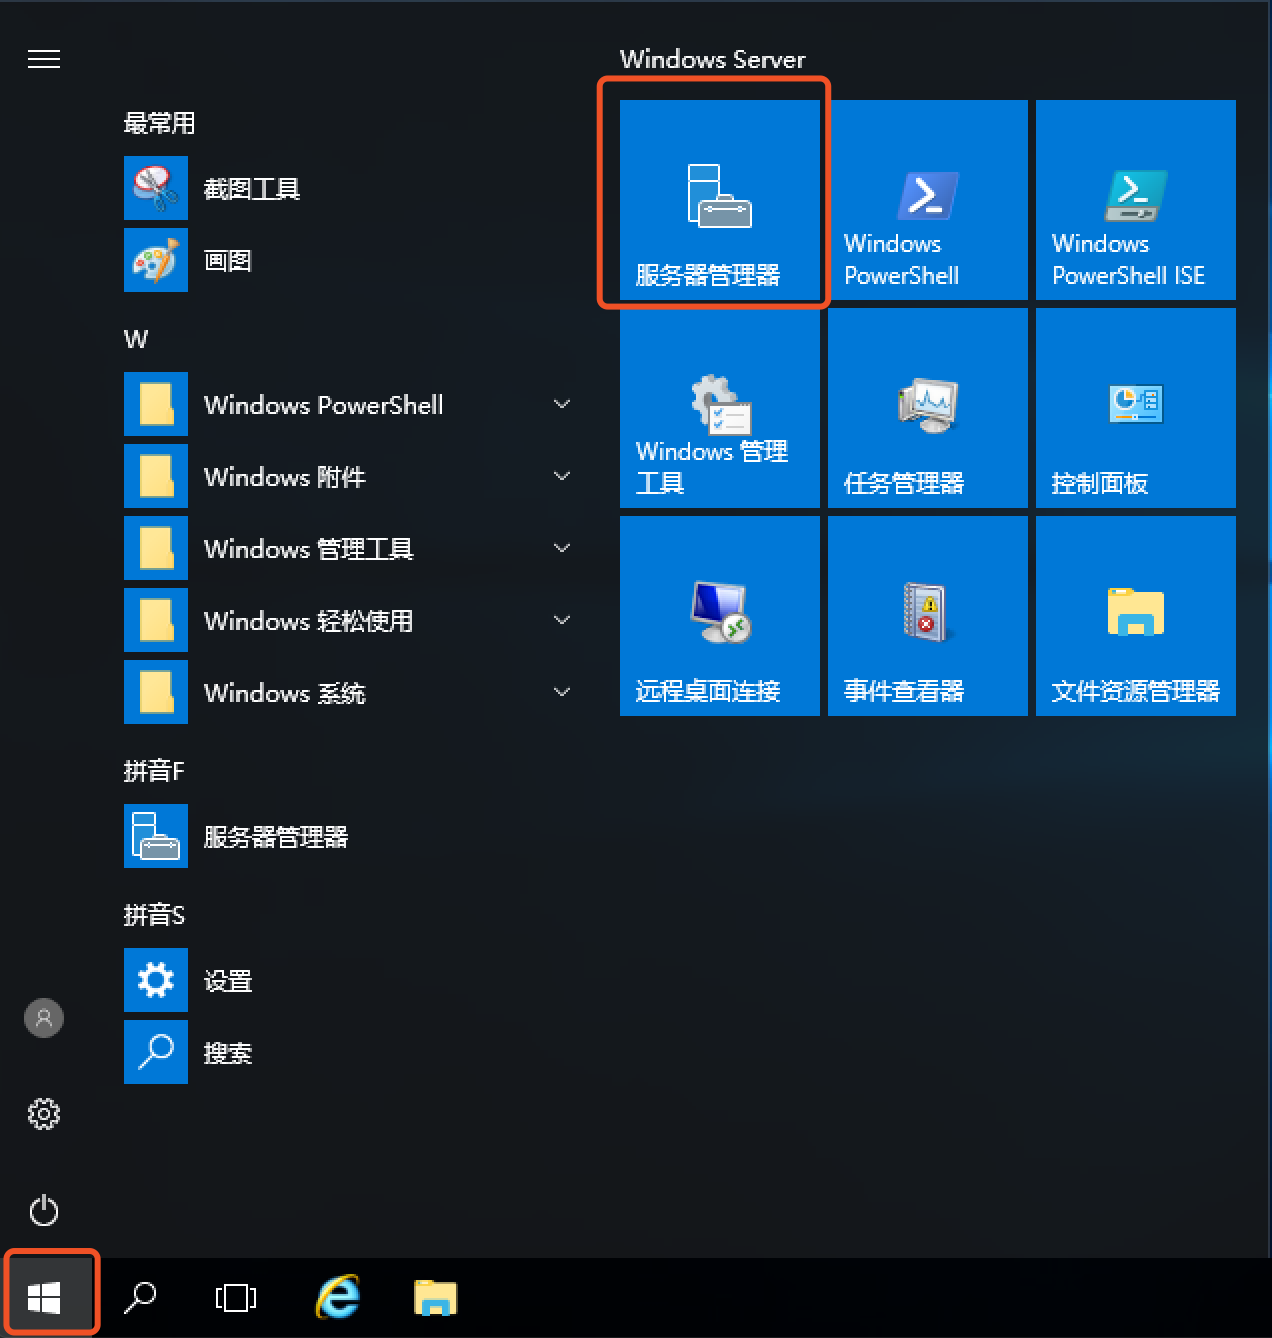 Windows Server
最常用
截图工具
画图
W
Windows PowerShell
Windows 附件
Windows 管理工具
Windows 轻松使用
Windows 系统
拼音F
服务器管理器
拼音S
设置
搜索
服务器管理器
Windows
PowerShell
Windows
PowerShell ISE
Windows 管理
工具
任务管理器
控制面板
远程桌面连接
事件查看器
文件资源管理器